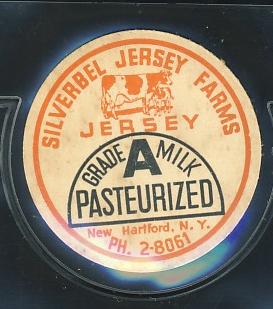 SILVERBEL JERSEY FARMS
JERSEY
GRADE A MILK
PASTEURIZED
New Hartford, N. Y.
PH. 2-8061